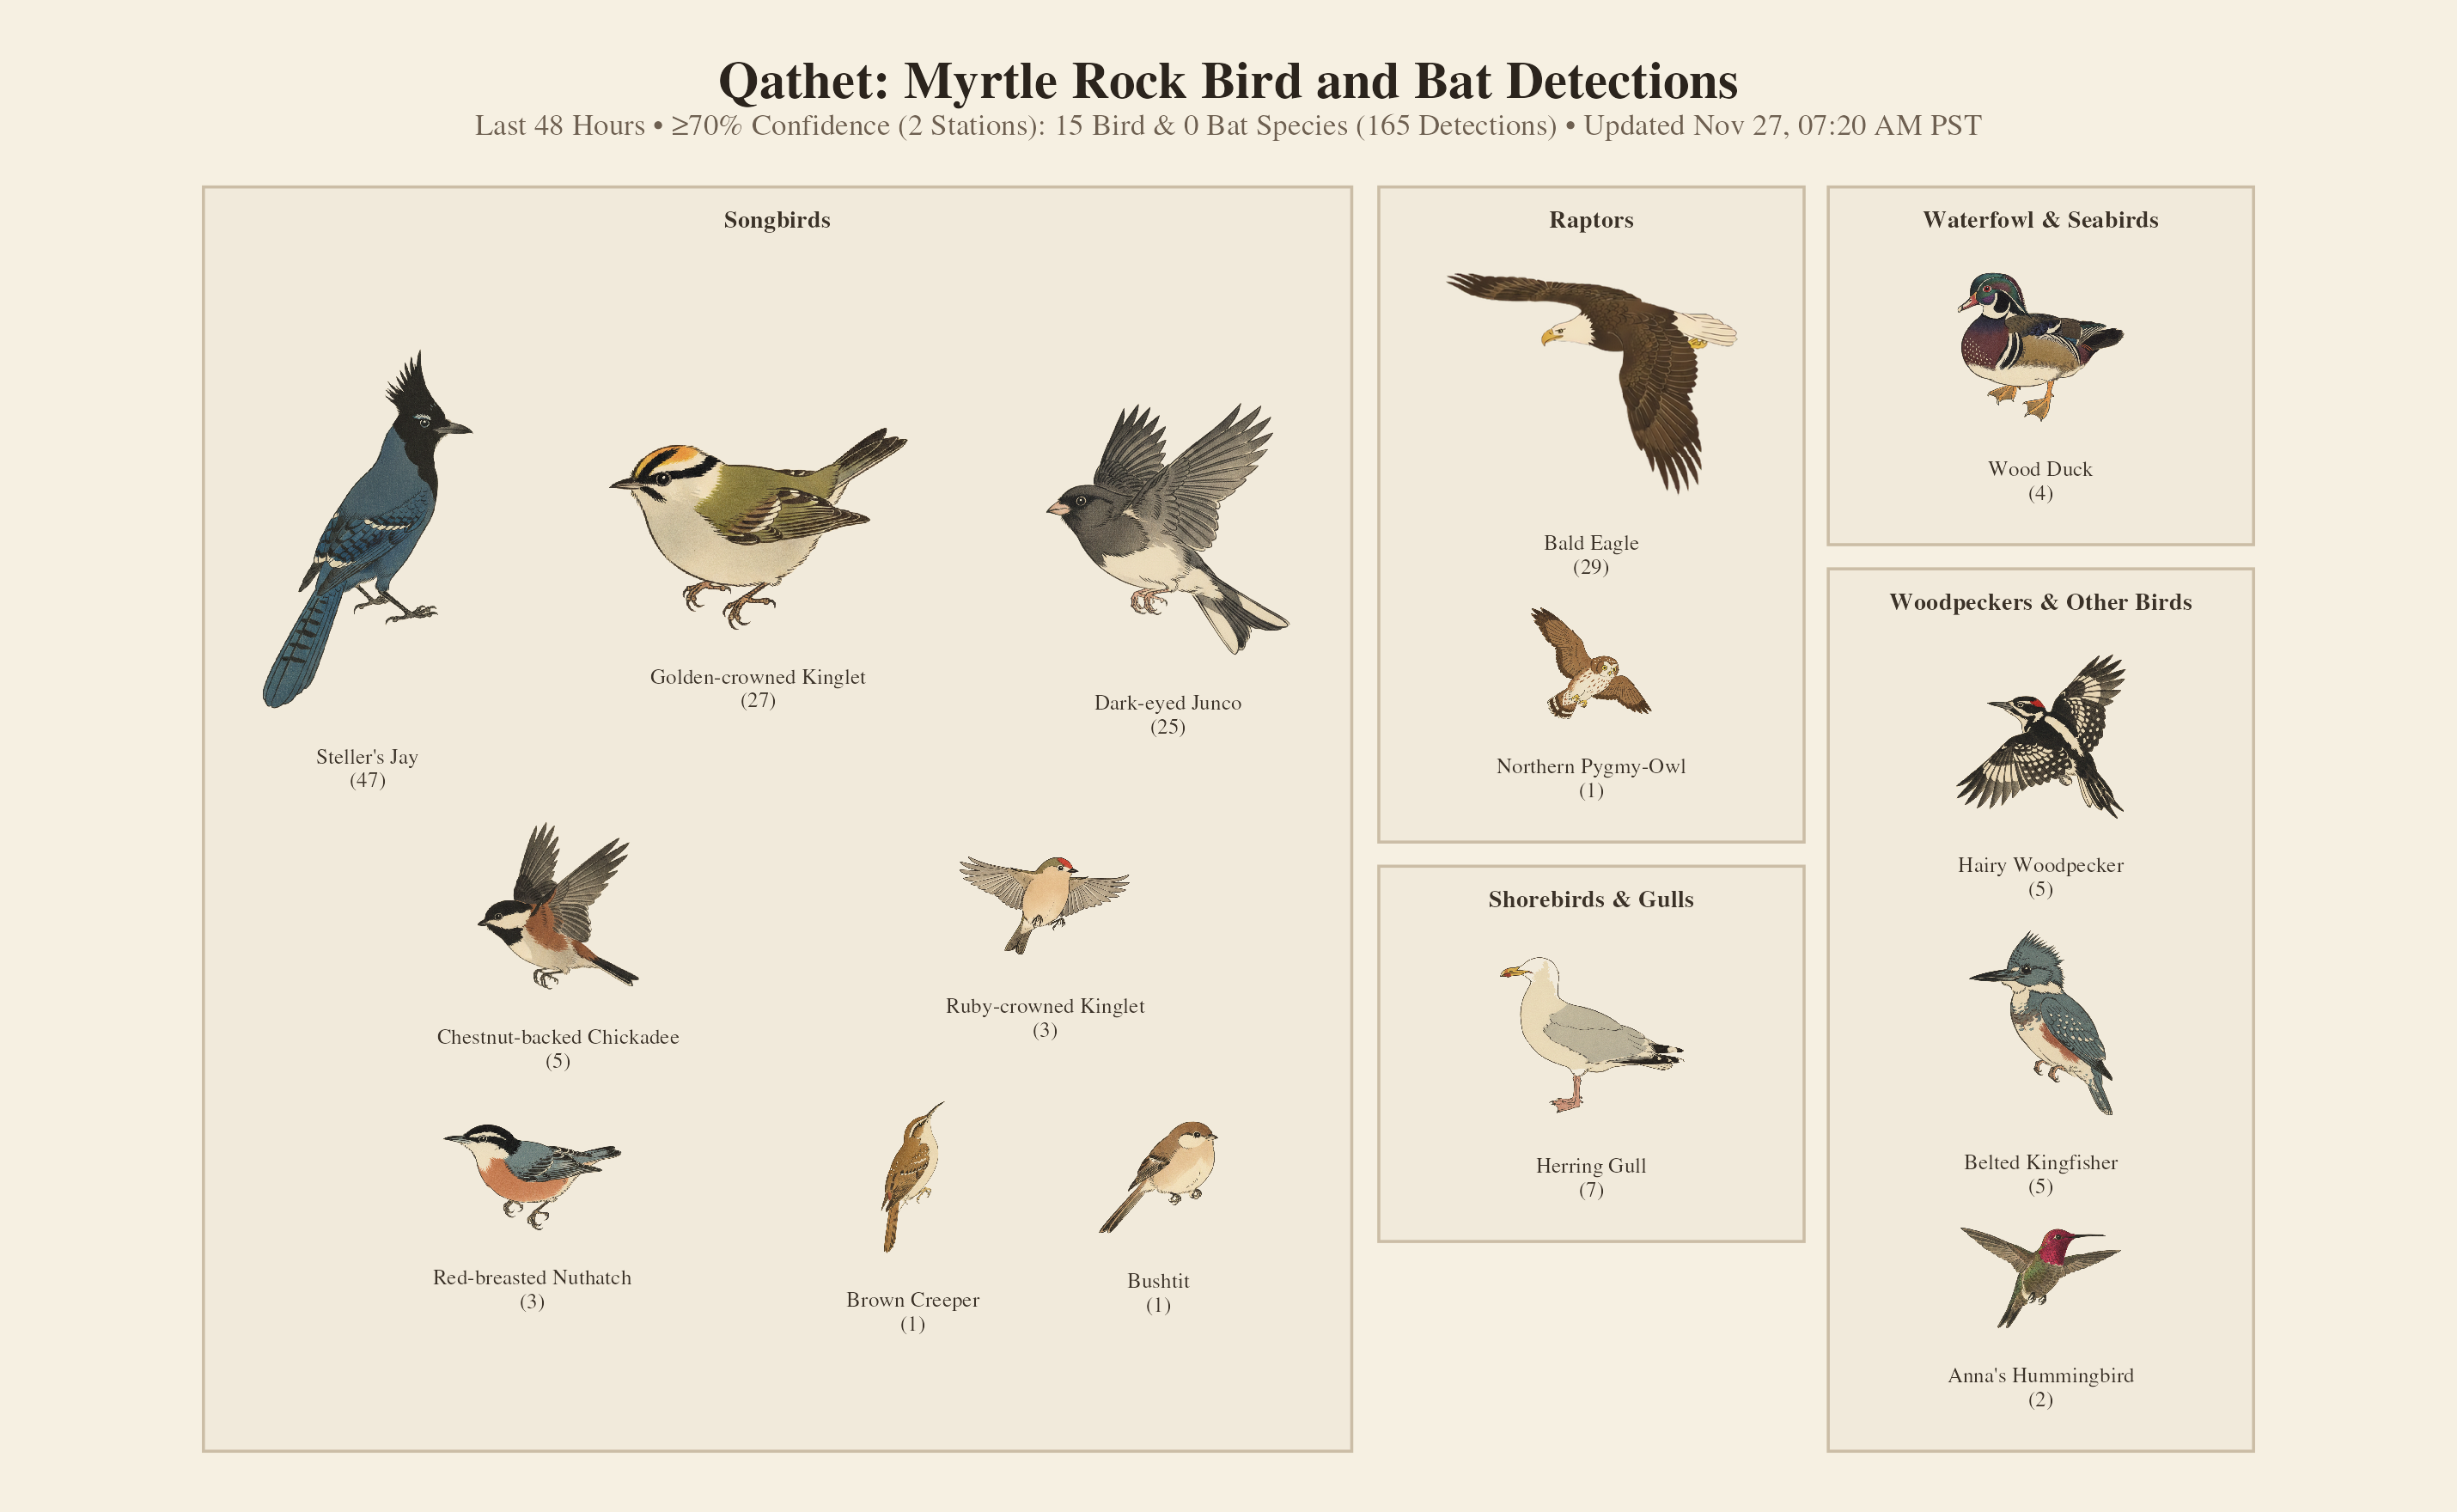 Qathet: Myrtle Rock Bird and Bat Detections
Last 48 Hours • ≥70% Confidence (2 Stations): 15 Bird & 0 Bat Species (165 Detections) • Updated Nov 27, 07:20 AM PST
Songbirds
Steller's Jay
(47)
Golden-crowned Kinglet
(27)
Dark-eyed Junco
(25)
Chestnut-backed Chickadee
(5)
Ruby-crowned Kinglet
(3)
Red-breasted Nuthatch
(3)
Brown Creeper
(1)
Bushtit
(1)
Raptors
Bald Eagle
(29)
Northern Pygmy-Owl
(1)
Shorebirds & Gulls
Herring Gull
(7)
Waterfowl & Seabirds
Wood Duck
(4)
Woodpeckers & Other Birds
Hairy Woodpecker
(5)
Belted Kingfisher
(5)
Anna's Hummingbird
(2)